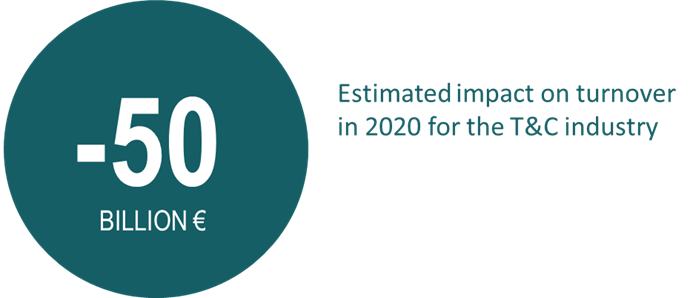 -50
BILLION €
Estimated impact on turnover
in 2020 for the T&C industry